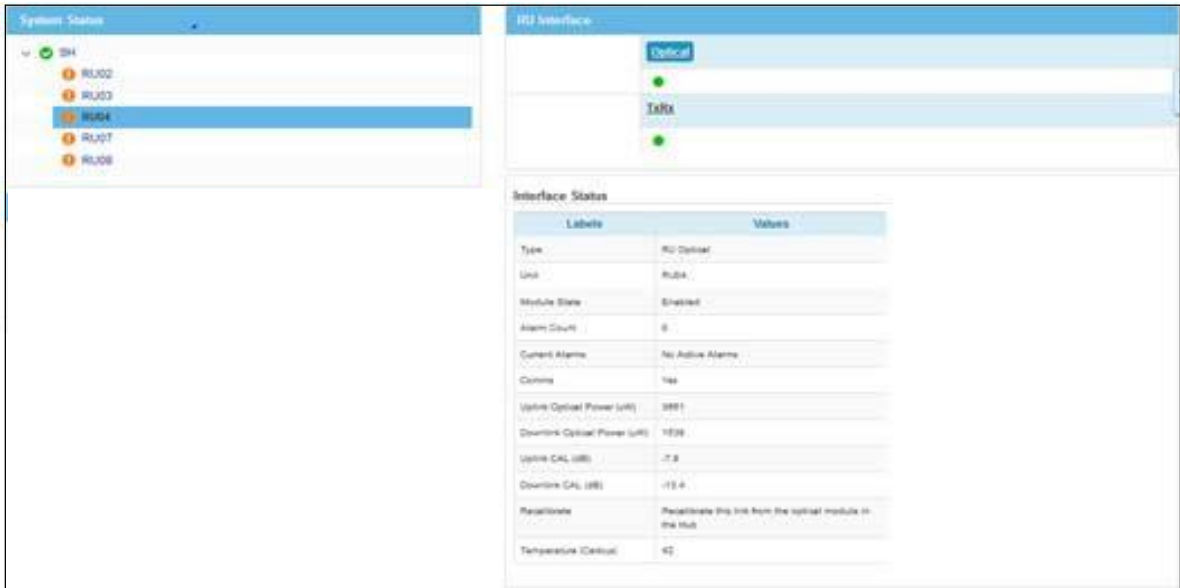 System Status
RU Interface
SH
RU02
RU03
RU04
RU07
RU08
Optical
TxRx
Interface Status
Labels Values
Type RU Optical
Unit RU04
Module State Enabled
Alarm Count
Current Alarms No Active Alarms
Comms Yes
Uplink Optical Power (uW)
Downlink Optical Power (uW)
Uplink CAL (dB)
Downlink CAL (dB)
Recalibrate Recalibrate this link from the optical module in
the Hub
Temperature (Celsius) 42